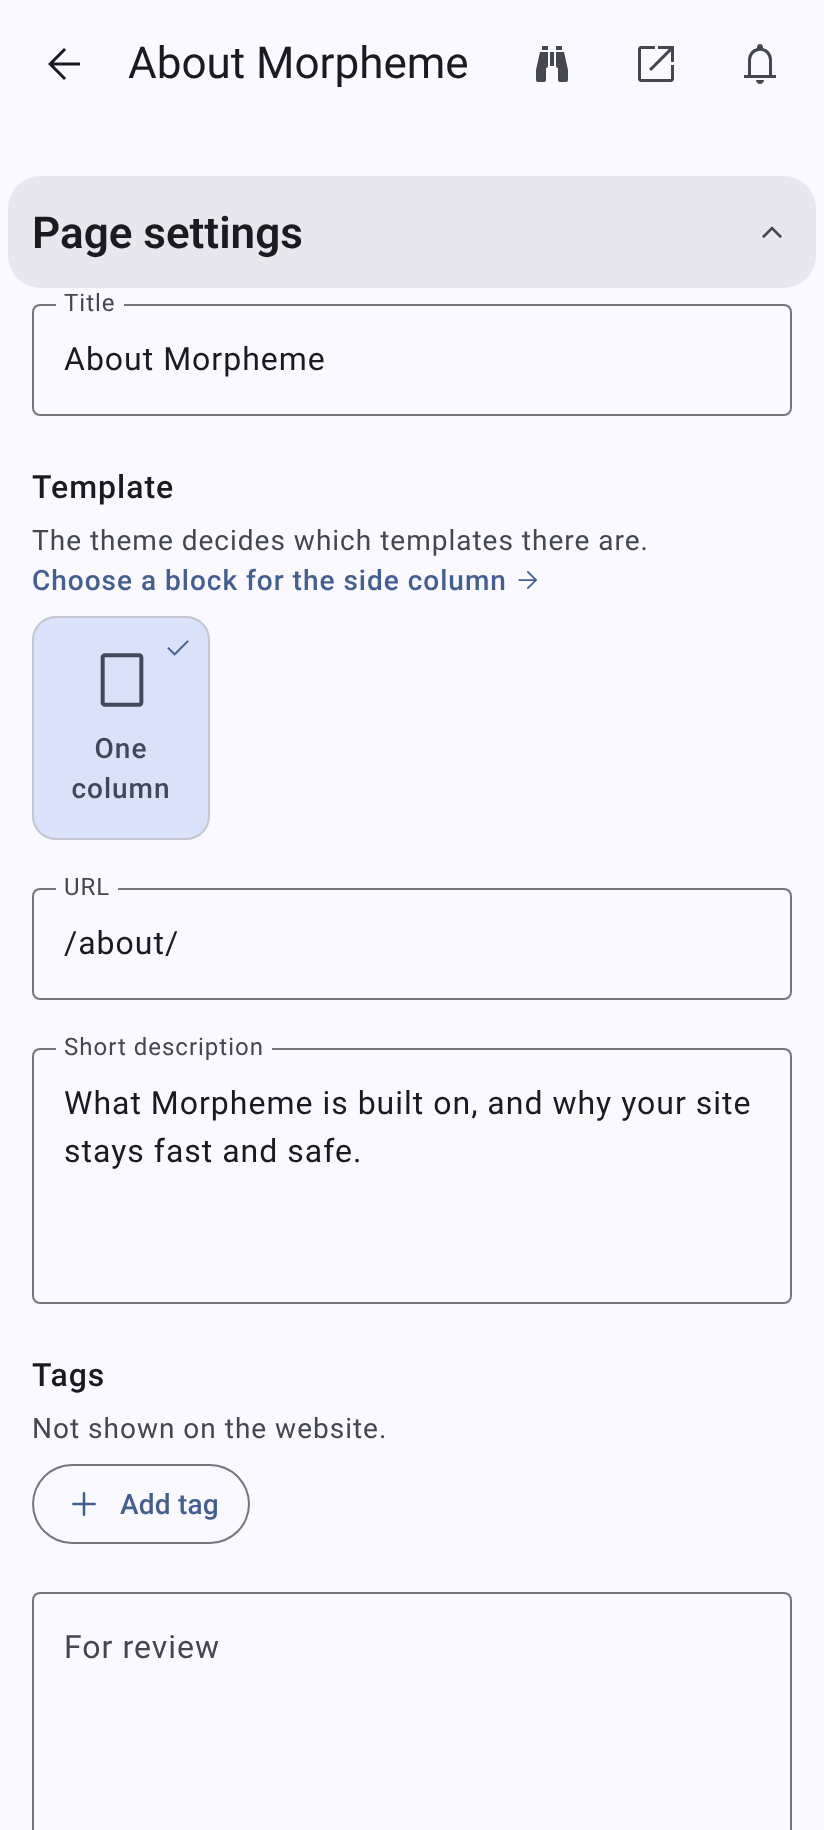 About Morpheme
Page settings
Title
About Morpheme
Template
The theme decides which templates there are.
Choose a block for the side column →
One
column
URL
/about/
Short description
What Morpheme is built on, and why your site
stays fast and safe.
Tags
Not shown on the website.
+ Add tag
For review